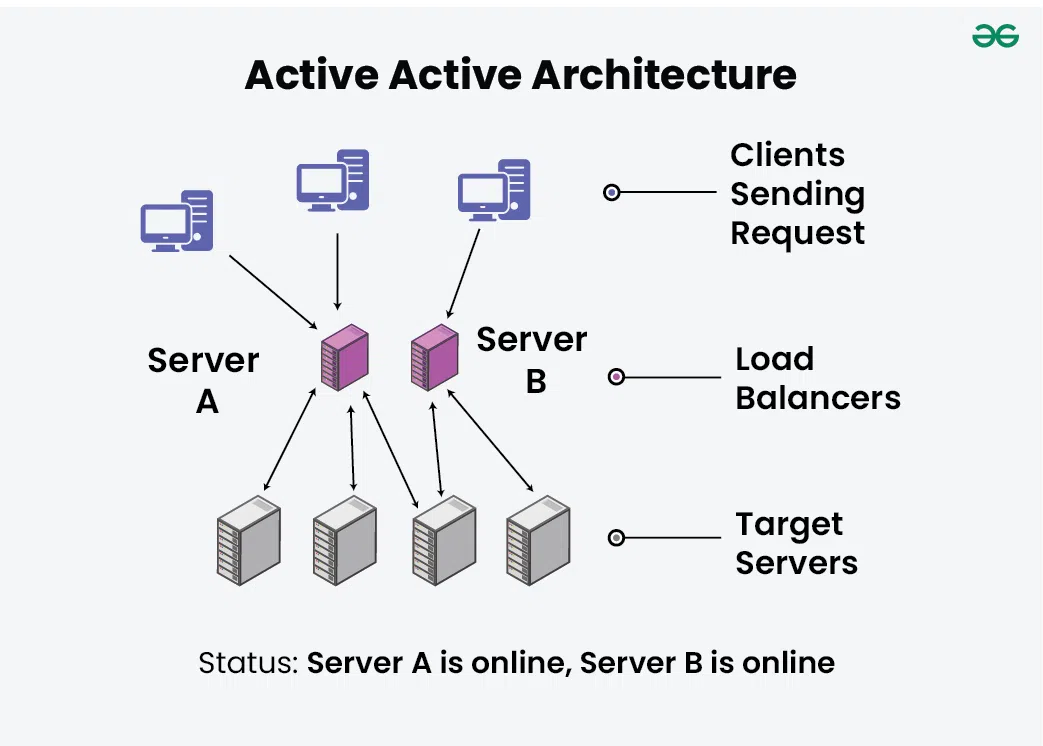 Active Active Architecture
Clients
Sending
Request
Server
A
Server
B
Load
Balancers
Target
Servers
Status: Server A is online, Server B is online